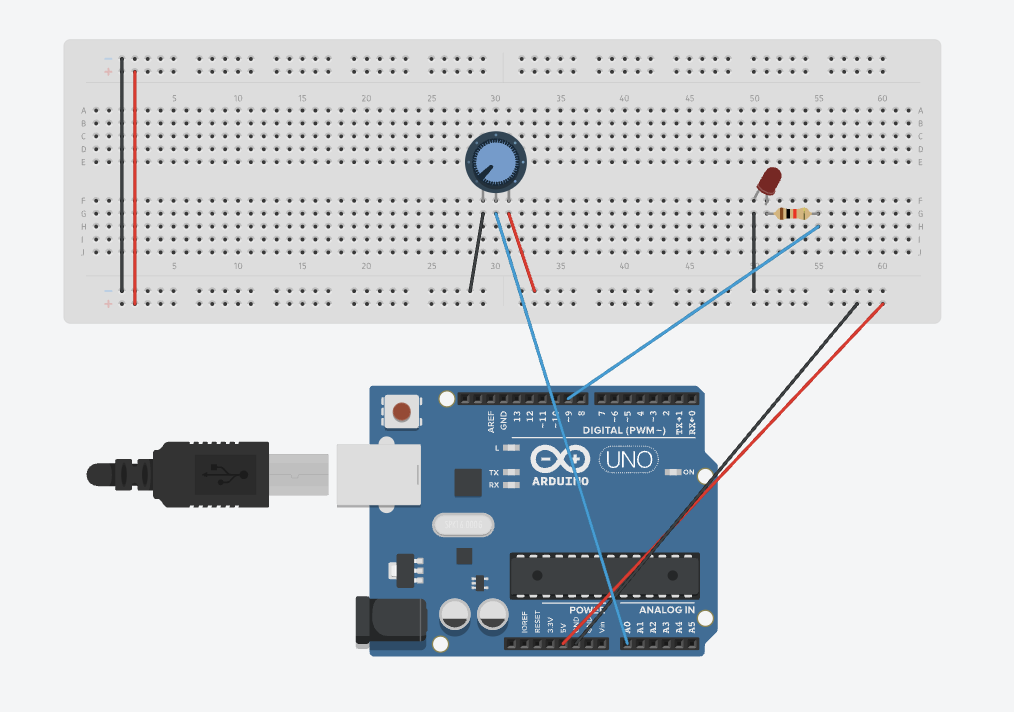 − −
+ +
5 10 15 20 25 30 35 40 45 50 55 60
A A
B B
C C
D D
E E
F F
G G
H H
I I
J J
5 10 15 20 25 30 35 40 45 50 55 60
− −
+ +
AREF GND 13 12 ~11 ~10 ~9 8 7 ~6 ~5 4 ~3 2 TX→1 RX←0
DIGITAL (PWM~)
L
TX
RX
UNO
ON
ARDUINO
POWER
ANALOG IN
IOREF RESET 3.3V 5V GND GND Vin A0 A1 A2 A3 A4 A5